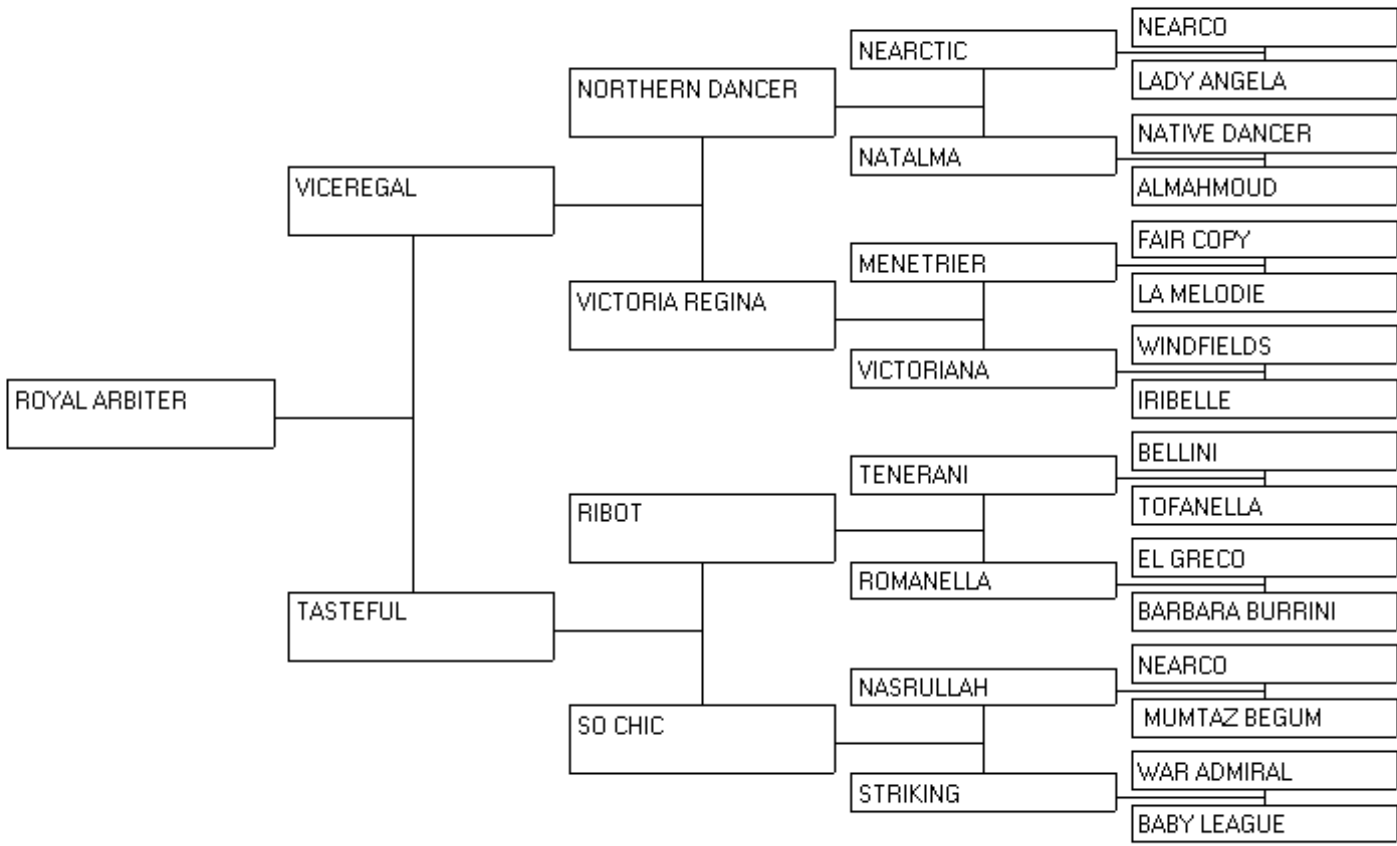 NEARCO
NEARCTIC
LADY ANGELA
NORTHERN DANCER
NATIVE DANCER
NATALMA
ALMAHMOUD
VICEREGAL
FAIR COPY
MENETRIER
LA MELODIE
VICTORIA REGINA
WINDFIELDS
VICTORIANA
IRIBELLE
ROYAL ARBITER
BELLINI
TENERANI
TOFANELLA
RIBOT
EL GRECO
ROMANELLA
BARBARA BURRINI
TASTEFUL
NEARCO
NASRULLAH
MUMTAZ BEGUM
SO CHIC
WAR ADMIRAL
STRIKING
BABY LEAGUE